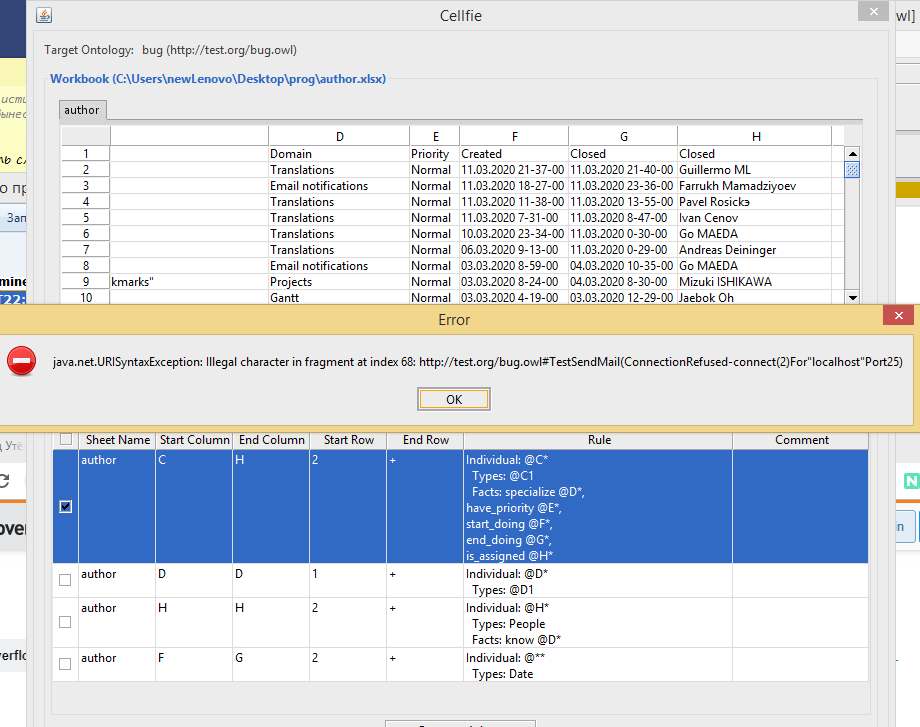 Cellfie
owl]
Target Ontology: bug (http://test.org/bug.owl)
Workbook (C:\Users\newLenovo\Desktop\prog\author.xlsx)
author
D E F G H
1 Domain Priority Created Closed Closed
2 Translations Normal 11.03.2020 21-37-00 11.03.2020 21-40-00 Guillermo ML
3 Email notifications Normal 11.03.2020 18-27-00 11.03.2020 23-36-00 Farrukh Mamadziyoev
4 Translations Normal 11.03.2020 11-38-00 11.03.2020 13-55-00 Pavel Rosickэ
5 Translations Normal 11.03.2020 7-31-00 11.03.2020 8-47-00 Ivan Cenov
6 Translations Normal 10.03.2020 23-34-00 11.03.2020 0-30-00 Go MAEDA
7 Translations Normal 06.03.2020 9-13-00 11.03.2020 0-29-00 Andreas Deininger
8 Email notifications Normal 03.03.2020 8-59-00 04.03.2020 10-35-00 Go MAEDA
9 kmarks" Projects Normal 03.03.2020 8-24-00 04.03.2020 8-30-00 Mizuki ISHIKAWA
10 Gantt Normal 03.03.2020 4-19-00 03.03.2020 12-29-00 Jaebok Oh
Error
java.net.URISyntaxException: Illegal character in fragment at index 68: http://test.org/bug.owl#TestSendMail(ConnectionRefused-connect(2)For"localhost"Port25)
OK
Sheet Name Start Column End Column Start Row End Row Rule Comment
author C H 2 + Individual: @C*
Types: @C1
Facts: specialize @D*,
have_priority @E*,
start_doing @F*,
end_doing @G*,
is_assigned @H*
author D D 1 + Individual: @D*
Types: @D1
author H H 2 + Individual: @H*
Types: People
Facts: know @D*
author F G 2 + Individual: @**
Types: Date